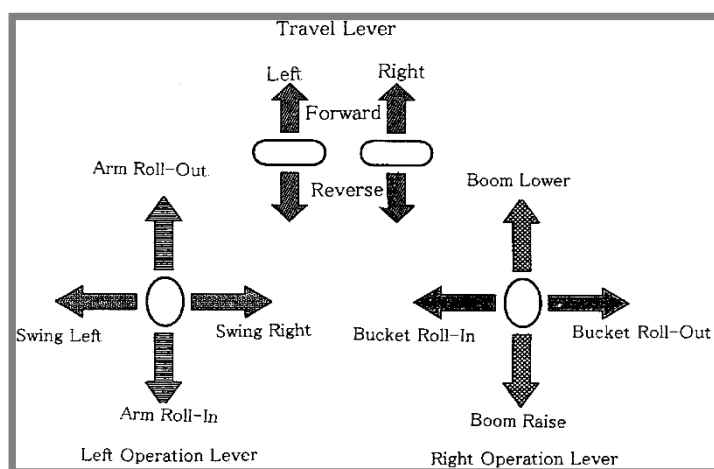 Travel Lever
Left
Right
Forward
Reverse
Arm Roll-Out.
Swing Left
Swing Right
Arm Roll-In
Left Operation Lever
Boom Lower
Bucket Roll-In
Bucket Roll-Out
Boom Raise
Right Operation Lever